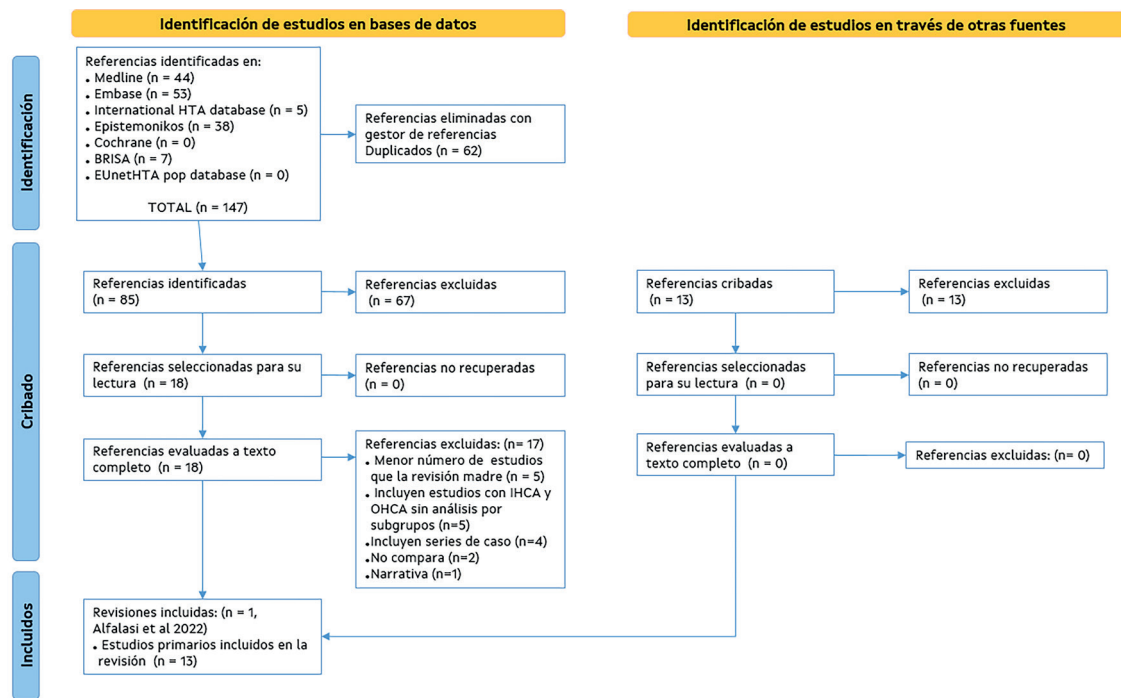 Identificación de estudios en bases de datos
Identificación de estudios en través de otras fuentes
Identificación
Referencias identificadas en:
• Medline (n = 44)
• Embase (n = 53)
• International HTA database (n = 5)
• Epistemonikos (n = 38)
• Cochrane (n = 0)
• BRISA (n = 7)
• EUnetHTA pop database (n = 0)
TOTAL (n = 147)
Referencias eliminadas con
gestor de referencias
Duplicados (n = 62)
Cribado
Referencias identificadas
(n = 85)
Referencias excluidas
(n = 67)
Referencias cribadas
(n = 13)
Referencias excluidas
(n = 13)
Referencias seleccionadas para su
lectura (n = 18)
Referencias no recuperadas
(n = 0)
Referencias seleccionadas
para su lectura (n = 0)
Referencias no recuperadas
(n = 0)
Referencias evaluadas a texto
completo (n = 18)
Referencias excluidas: (n= 17)
• Menor número de estudios
que la revisión madre (n = 5)
• Incluyen estudios con IHCA y
OHCA sin análisis por
subgrupos (n=5)
• Incluyen series de caso (n=4)
• No compara (n=2)
• Narrativa (n=1)
Referencias evaluadas a
texto completo (n = 0)
Referencias excluidas: (n= 0)
Incluidos
Revisiones incluidas: (n = 1,
Alfalasi et al 2022)
• Estudios primarios incluidos en la
revisión (n = 13)